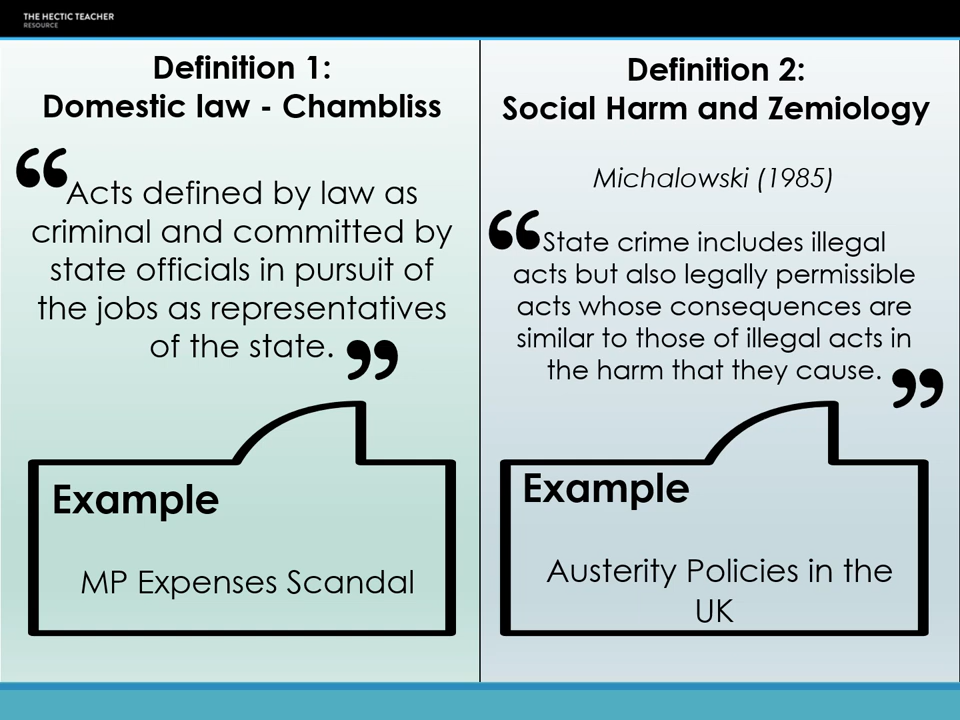 THE HECTIC TEACHER
RESOURCE
Definition 1:
Domestic law - Chambliss
“Acts defined by law as
criminal and committed by
state officials in pursuit of
the jobs as representatives
of the state. ”
Example
MP Expenses Scandal
Definition 2:
Social Harm and Zemiology
Michalowski (1985)
“State crime includes illegal
acts but also legally permissible
acts whose consequences are
similar to those of illegal acts in
the harm that they cause. ”
Example
Austerity Policies in the
UK